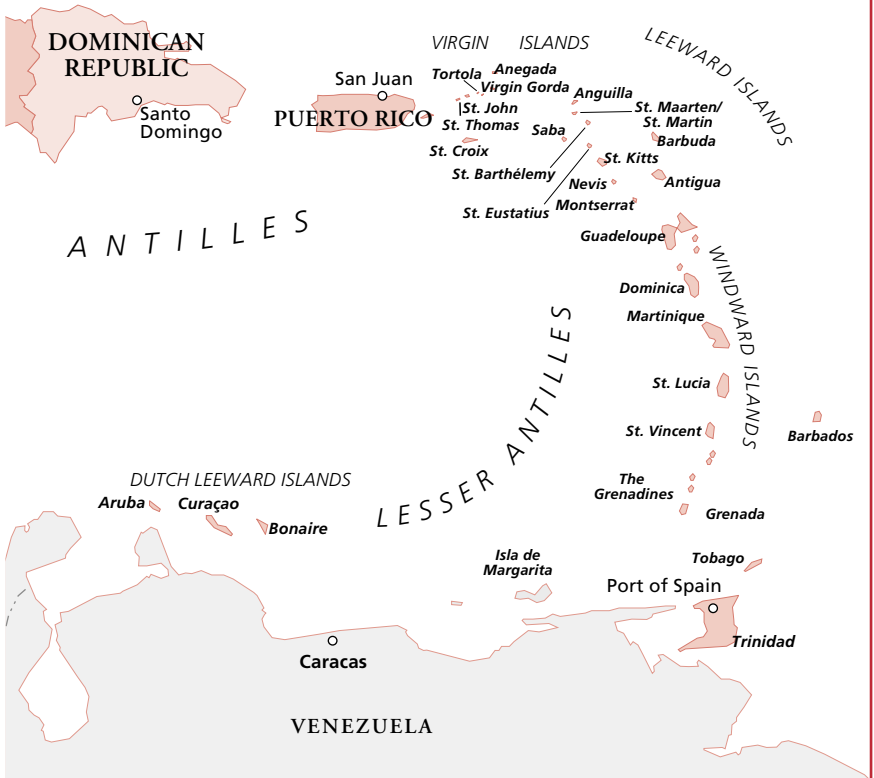 DOMINICAN
REPUBLIC
Santo
Domingo
San Juan
PUERTO RICO
VIRGIN ISLANDS
Tortola
Anegada
Virgin Gorda
St. John
St. Thomas
St. Croix
LEEWARD ISLANDS
Anguilla
St. Maarten/
St. Martin
Saba
Barbuda
St. Barthélemy
St. Kitts
Nevis
Antigua
St. Eustatius
Montserrat
ANTILLES
Guadeloupe
WINDWARD ISLANDS
Dominica
Martinique
LESSER ANTILLES
St. Lucia
St. Vincent
Barbados
The
Grenadines
Grenada
DUTCH LEEWARD ISLANDS
Aruba
Curaçao
Bonaire
Isla de
Margarita
Tobago
Port of Spain
Trinidad
Caracas
VENEZUELA